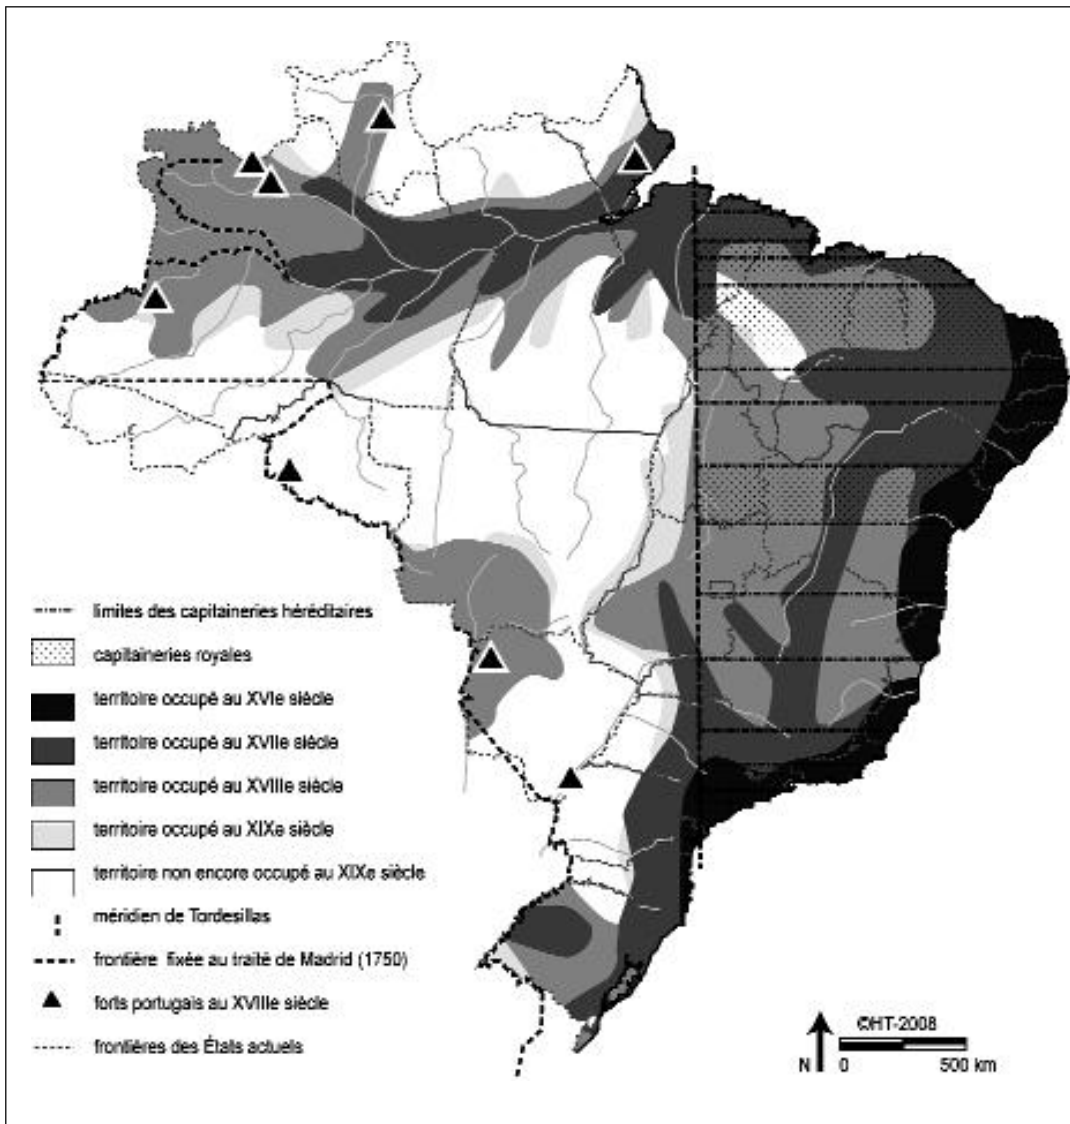 limites des capitaineries héréditaires
capitaineries royales
territoire occupé au XVIe siècle
territoire occupé au XVIIe siècle
territoire occupé au XVIIIe siècle
territoire occupé au XIXe siècle
territoire non encore occupé au XIXe siècle
méridien de Tordesillas
frontière fixée au traité de Madrid (1750)
forts portugais au XVIIIe siècle
frontières des États actuels
©HT-2008
N 0 500 km